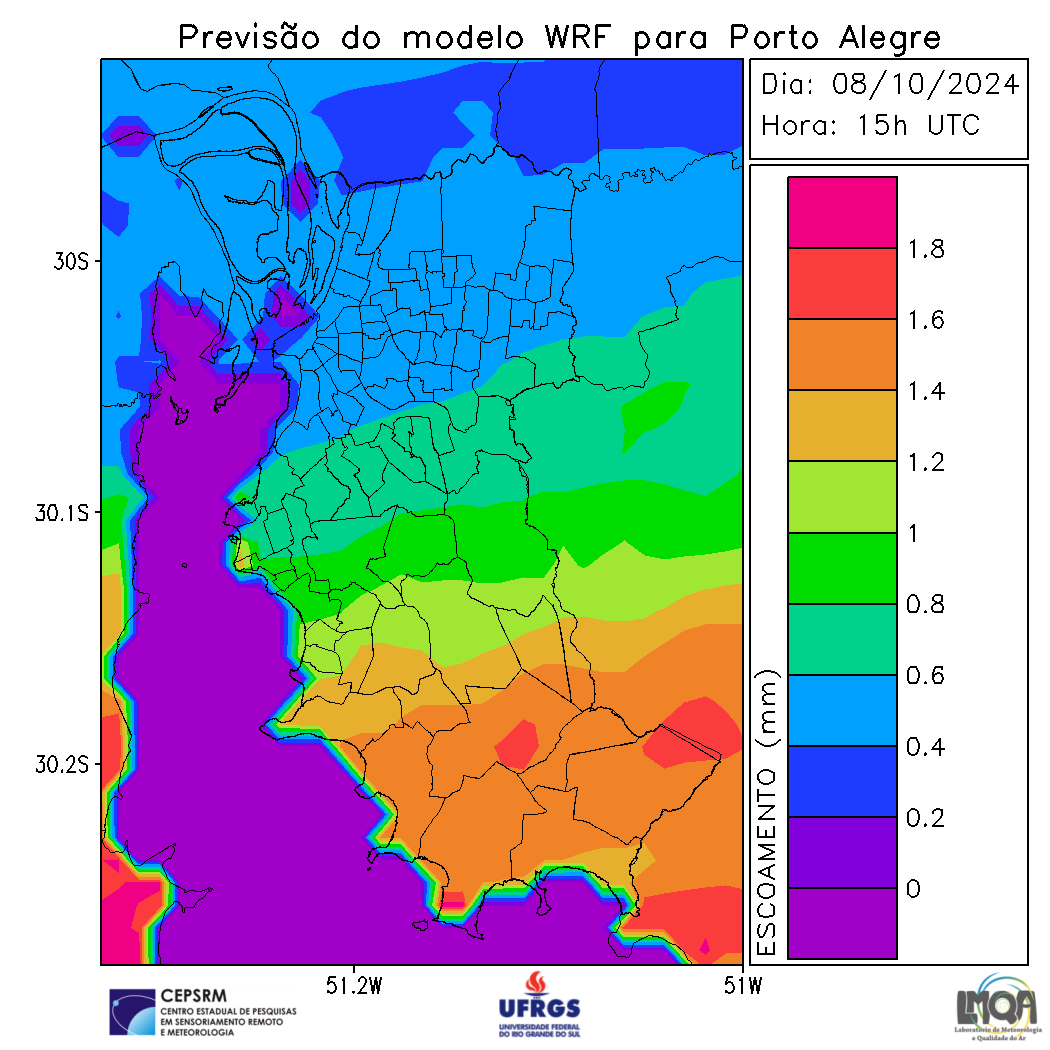 Previsão do modelo WRF para Porto Alegre
Dia: 08/10/2024
Hora: 15h UTC
30S
30.1S
30.2S
51.2W
51W
1.8
1.6
1.4
1.2
1
0.8
0.6
0.4
0.2
0
ESCOAMENTO (mm)
CEPSRM
CENTRO ESTADUAL DE PESQUISAS
EM SENSORIAMENTO REMOTO
E METEOROLOGIA
UFRGS
UNIVERSIDADE FEDERAL
DO RIO GRANDE DO SUL
LMQA
Laboratório de Meteorologia
e Qualidade do Ar